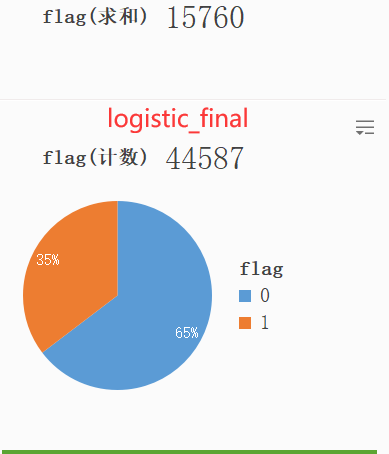 flag(求和) 15760
logistic_final
flag(计数) 44587
35%
65%
flag
0
1